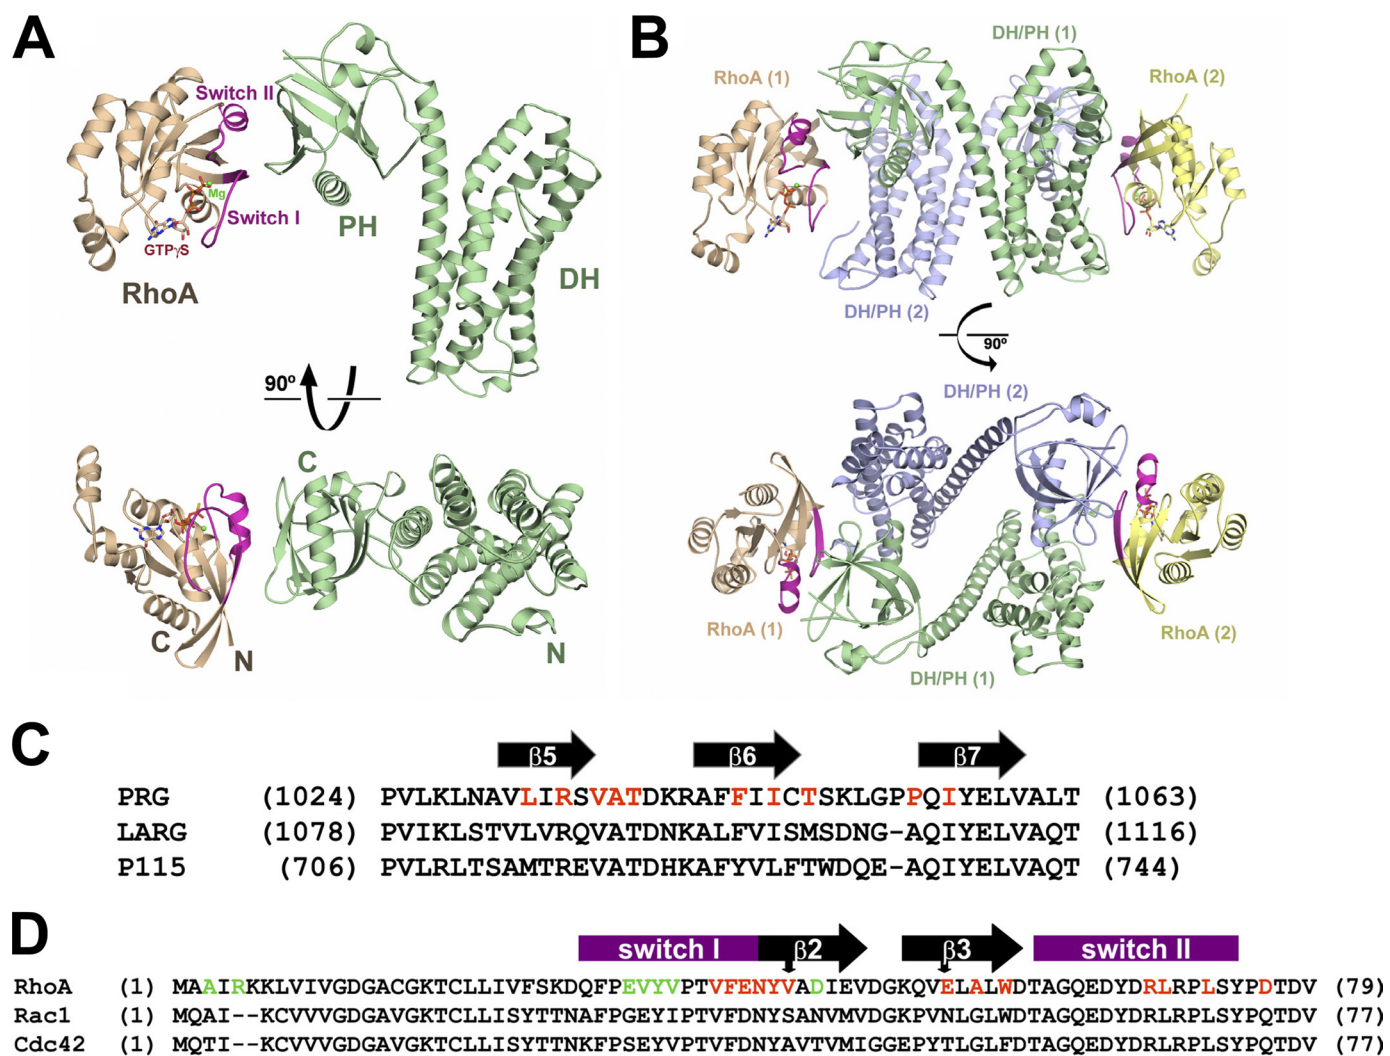 A
Switch II
Mg
Switch I
GTPγS
RhoA
PH
DH
90º
C
C
N
N
B
DH/PH (1)
RhoA (1)
RhoA (2)
DH/PH (2)
90º
DH/PH (2)
RhoA (1)
RhoA (2)
DH/PH (1)
C
β5 β6 β7
PRG (1024) PVLKLNAVLIRSVATDKRAFFIICTSKLGPPQIYELVALT (1063)
LARG (1078) PVIKLSTVLVRQVATDNKALFVISMSDNG-AQIYELVAQT (1116)
P115 (706) PVLRLTSAMTREVATDHKAFYVLFTWDQE-AQIYELVAQT (744)
D
switch I β2 β3 switch II
RhoA (1) MAAIRKKLVIVGDGACGKTCLLIVFSKDQFPEVYVPTVFENYVADIEVDGKQVELALWDTAGQEDYDRLRPLSYPDTDV (79)
Rac1 (1) MQAI--KCVVVGDGAVGKTCLLISYTTNAFPGEYIPTVFDNYSANVMVDGKPVNLGLWDTAGQEDYDRLRPLSYPQTDV (77)
Cdc42 (1) MQTI--KCVVVGDGAVGKTCLLISYTTNKFPSEYVPTVFDNYAVTVMIGGEPYTLGLFDTAGQEDYDRLRPLSYPQTDV (77)